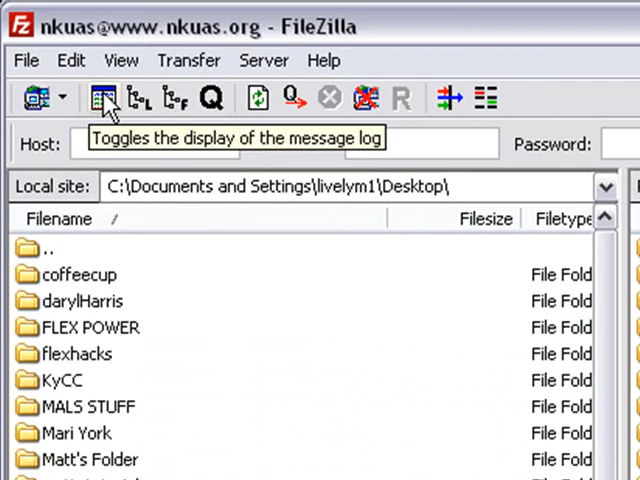 nkuas@www.nkuas.org - FileZilla
File Edit View Transfer Server Help
L F Q Q R
Host: Password:
Toggles the display of the message log
Local site: C:\Documents and Settings\livelym1\Desktop\
Filename / Filesize Filetype
..
coffeecup File Fold
darylHarris File Fold
FLEX POWER File Fold
flexhacks File Fold
KyCC File Fold
MALS STUFF File Fold
Mari York File Fold
Matt's Folder File Fold